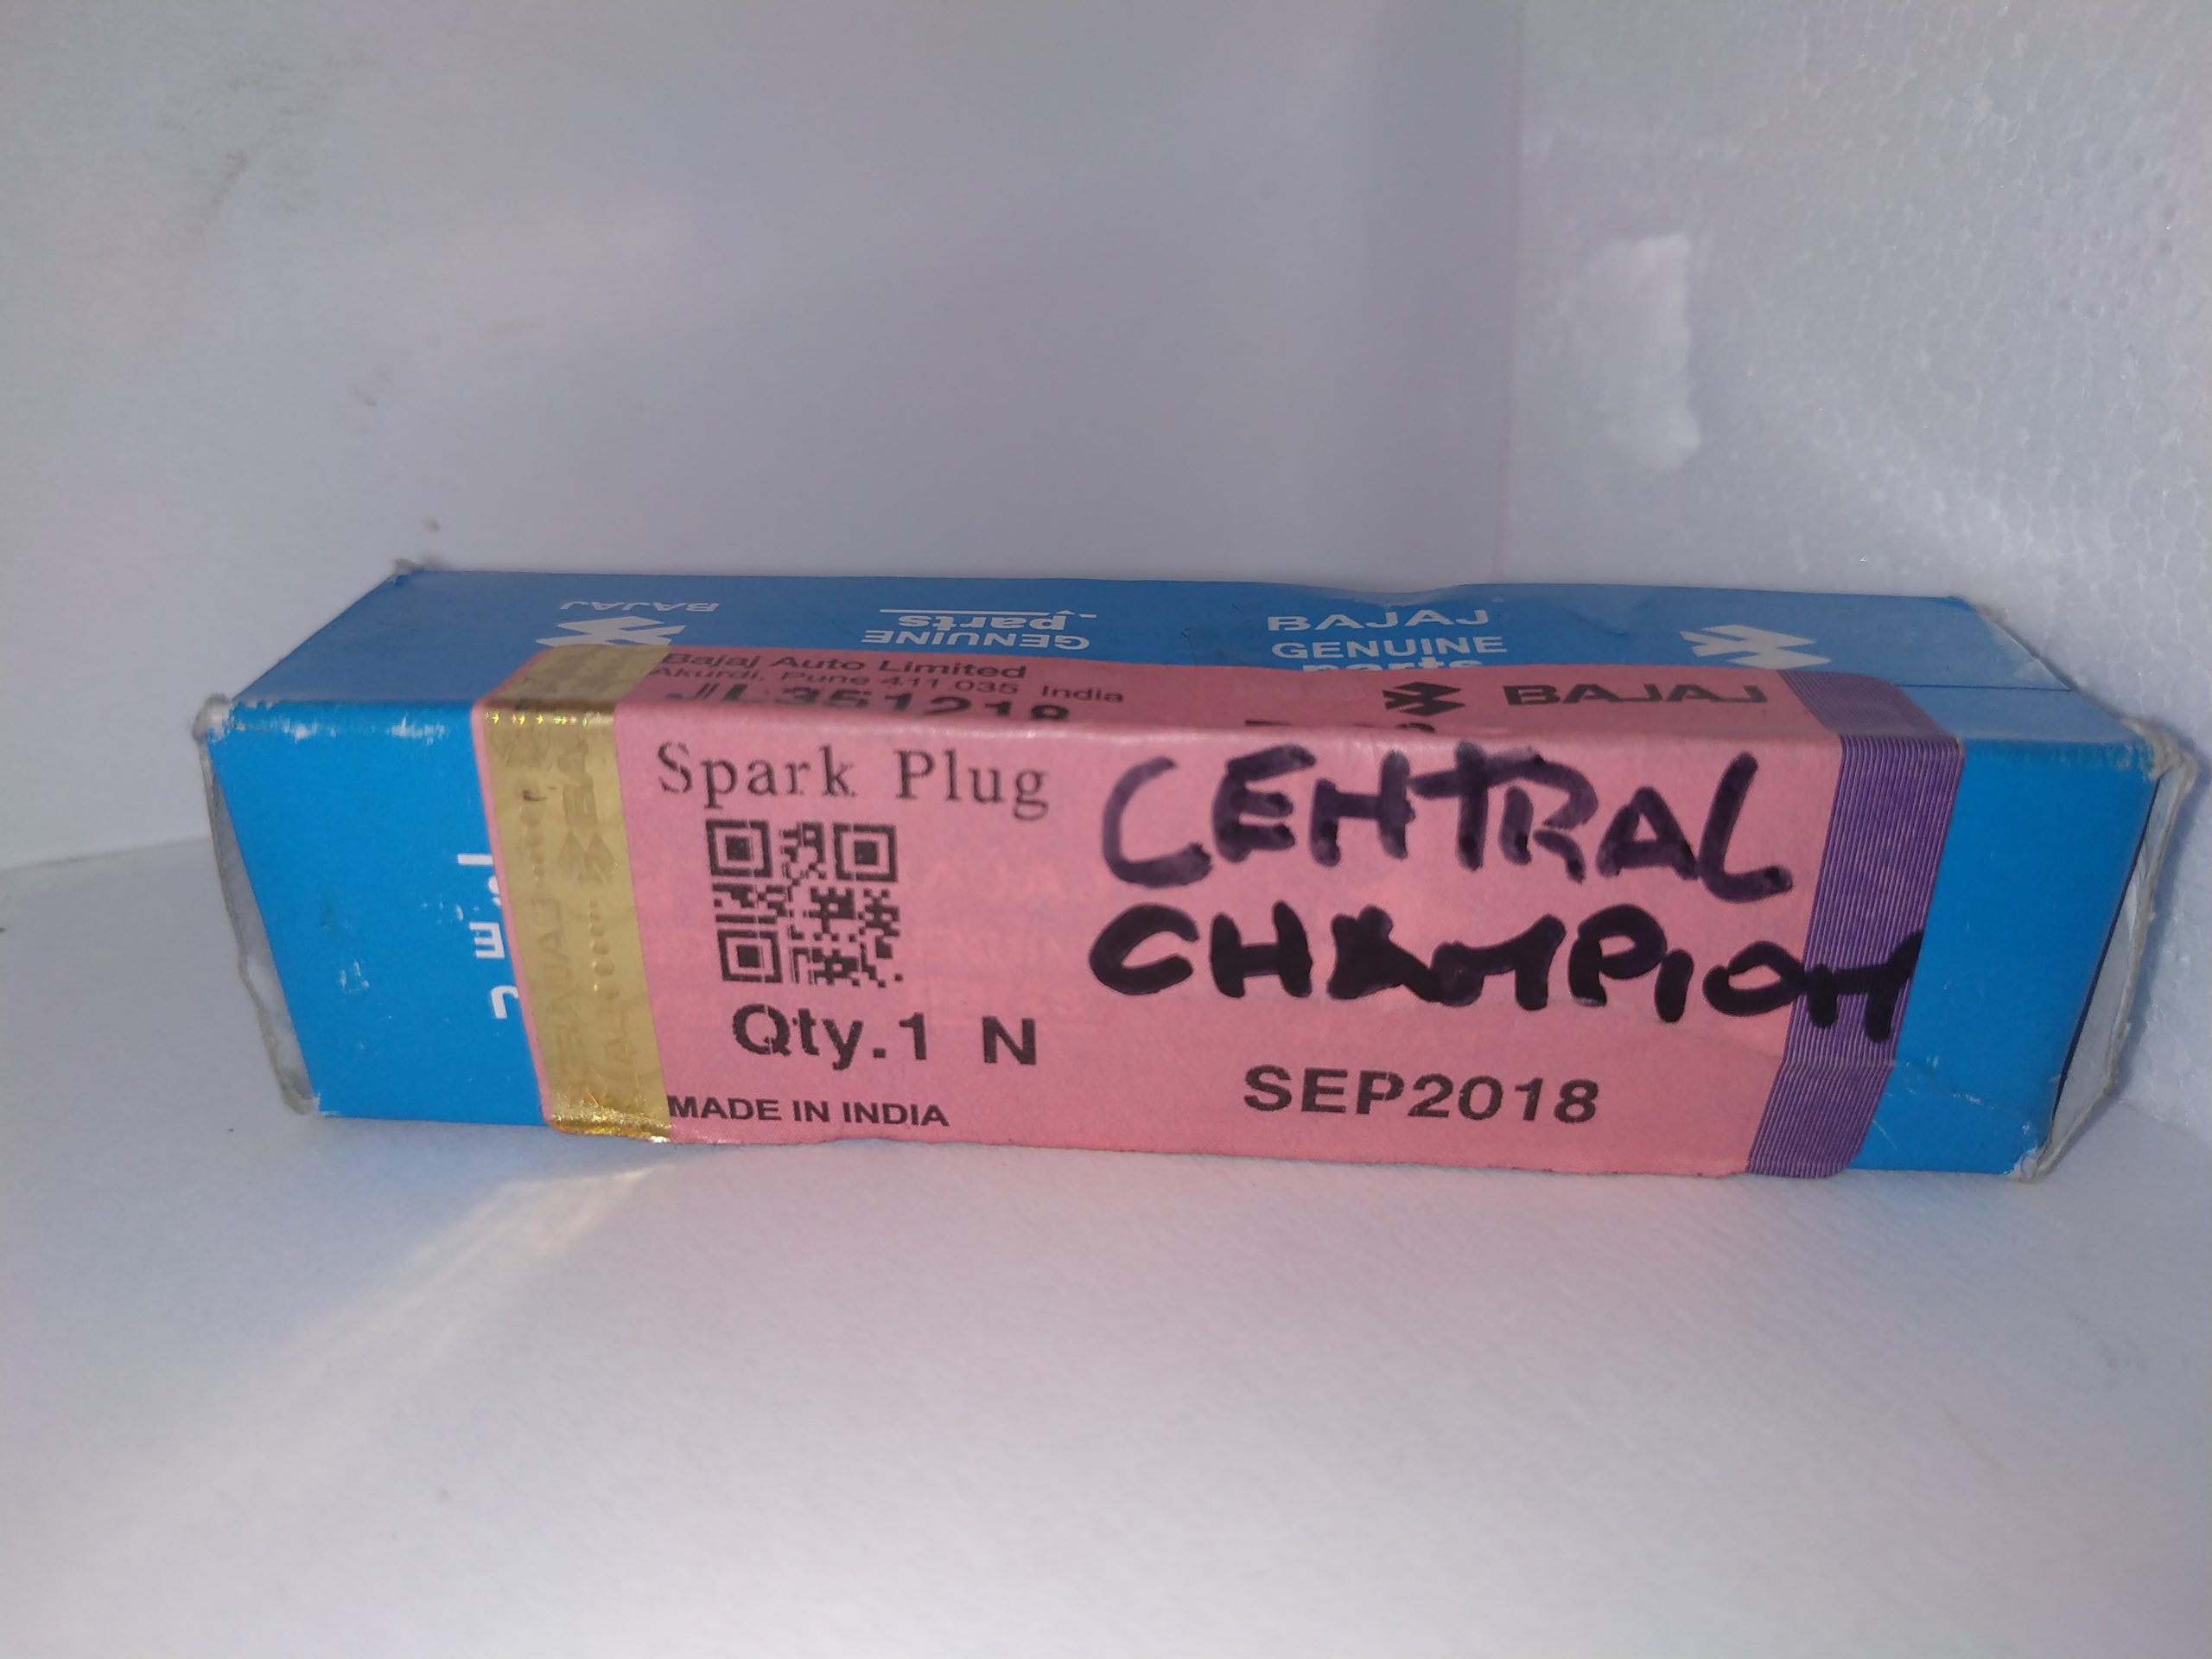 BAJAJ
GENUINE
parts
BAJAJ
GENUINE
parts
Bajaj Auto Limited
Akurdi, Pune 411 035 India
JL351218
BAJAJ
Spark Plug
CENTRAL
CHAMPION
Qty.1 N
SEP2018
MADE IN INDIA